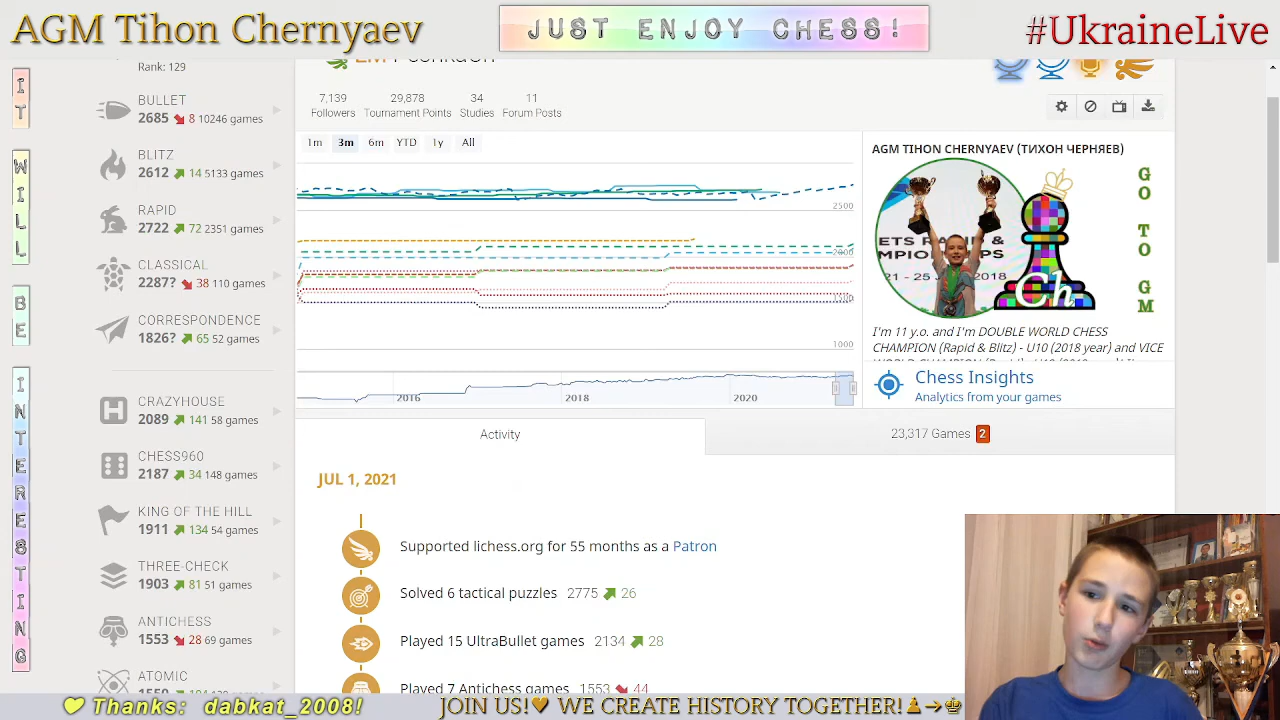 AGM Tihon Chernyaev
JUST ENJOY CHESS!
#UkraineLive
IT
WILL
BE
INTERESTING
Rank: 129
BULLET
2685 8 10246 games
BLITZ
2612 14 5133 games
RAPID
2722 72 2351 games
CLASSICAL
2287? 38 110 games
CORRESPONDENCE
1826? 65 52 games
CRAZYHOUSE
2089 141 58 games
CHESS960
2187 34 148 games
KING OF THE HILL
1911 134 54 games
THREE-CHECK
1903 81 51 games
ANTICHESS
1553 28 69 games
ATOMIC
7,139 29,878 34 11
Followers Tournament Points Studies Forum Posts
1m 3m 6m YTD 1y All
2500
2000
1500
1000
2016 2018 2020
AGM TIHON CHERNYAEV (ТИХОН ЧЕРНЯЕВ)
GO
TO
GM
21 - 25 2018
Ch
I'm 11 y.o. and I'm DOUBLE WORLD CHESS
CHAMPION (Rapid & Blitz) - U10 (2018 year) and VICE
Chess Insights
Analytics from your games
Activity
23,317 Games 2
JUL 1, 2021
Supported lichess.org for 55 months as a Patron
Solved 6 tactical puzzles 2775 26
Played 15 UltraBullet games 2134 28
Played 7 Antichess games 1553 44
Thanks: dabkat_2008!
JOIN US! WE CREATE HISTORY TOGETHER!